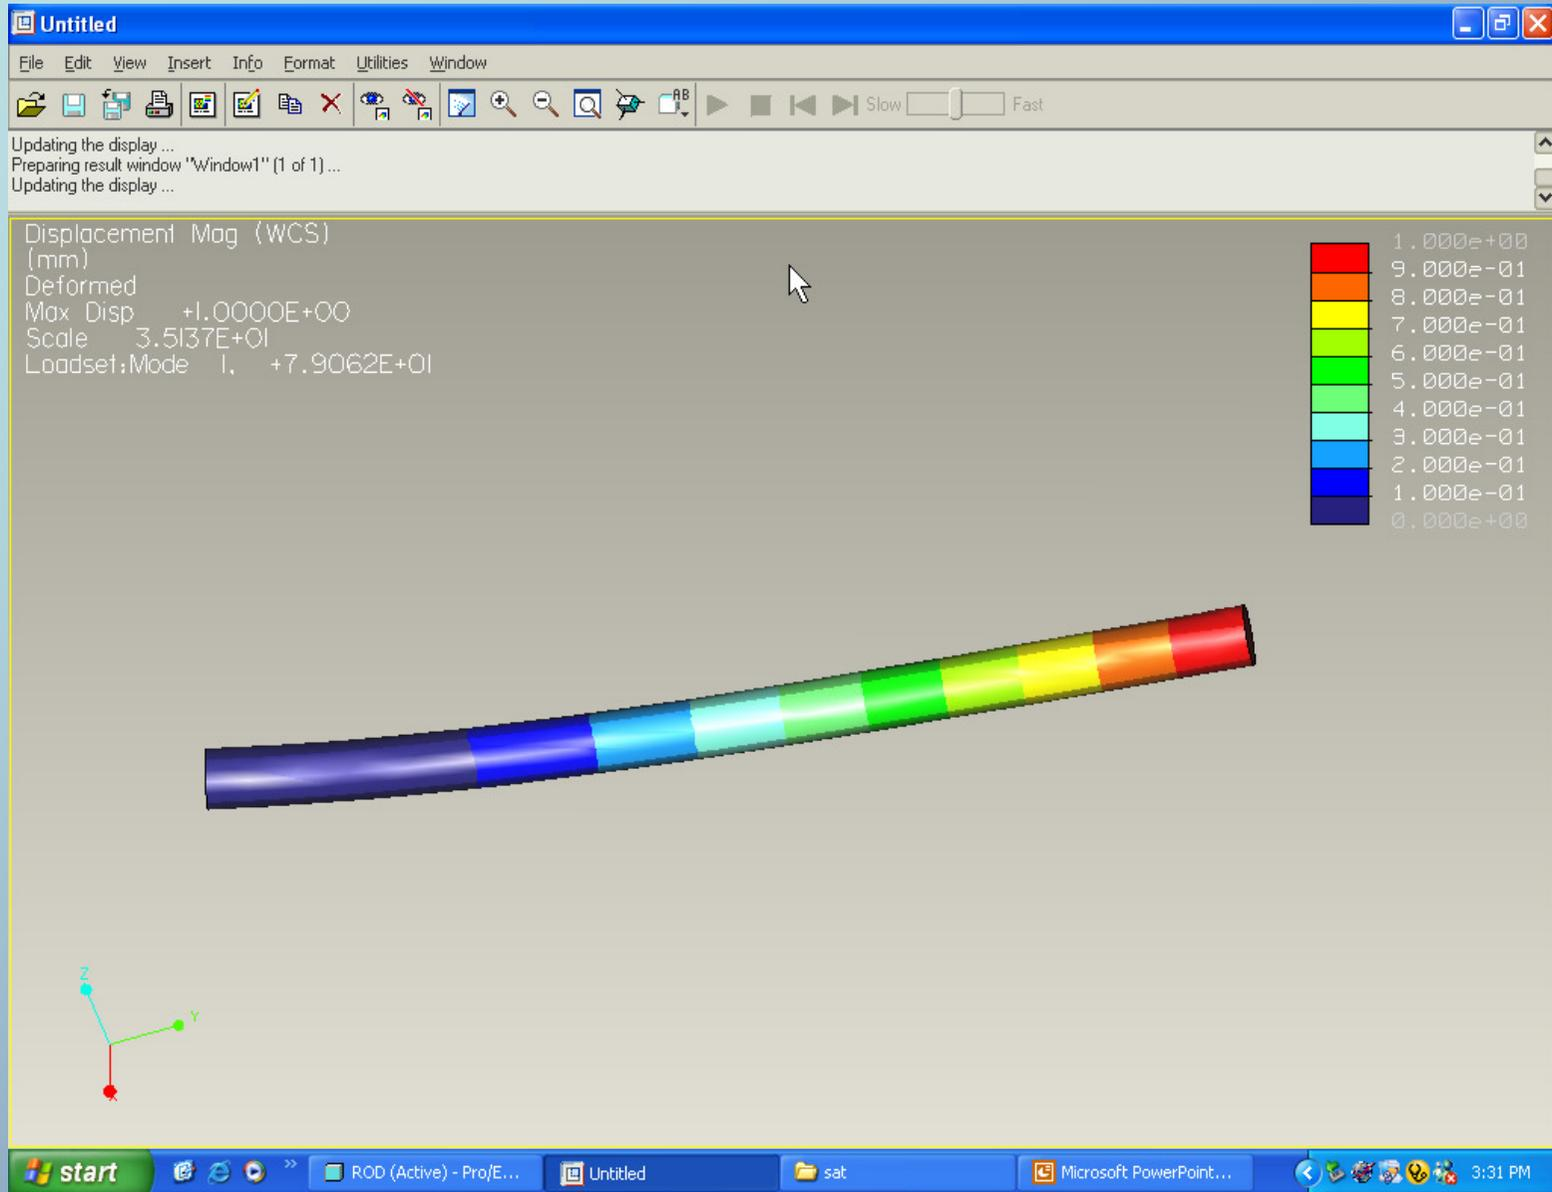 Untitled
File Edit View Insert Info Format Utilities Window
AB
Slow Fast
Updating the display ...
Preparing result window "Window1" (1 of 1) ...
Updating the display ...
Displacement Mag (WCS)
(mm)
Deformed
Max Disp +1.0000E+00
Scale 3.5137E+01
Loadset:Mode 1, +7.9062E+01
1.000e+00
9.000e-01
8.000e-01
7.000e-01
6.000e-01
5.000e-01
4.000e-01
3.000e-01
2.000e-01
1.000e-01
0.000e+00
Z
Y
X
start » ROD (Active) - Pro/E... Untitled sat Microsoft PowerPoint... 3:31 PM